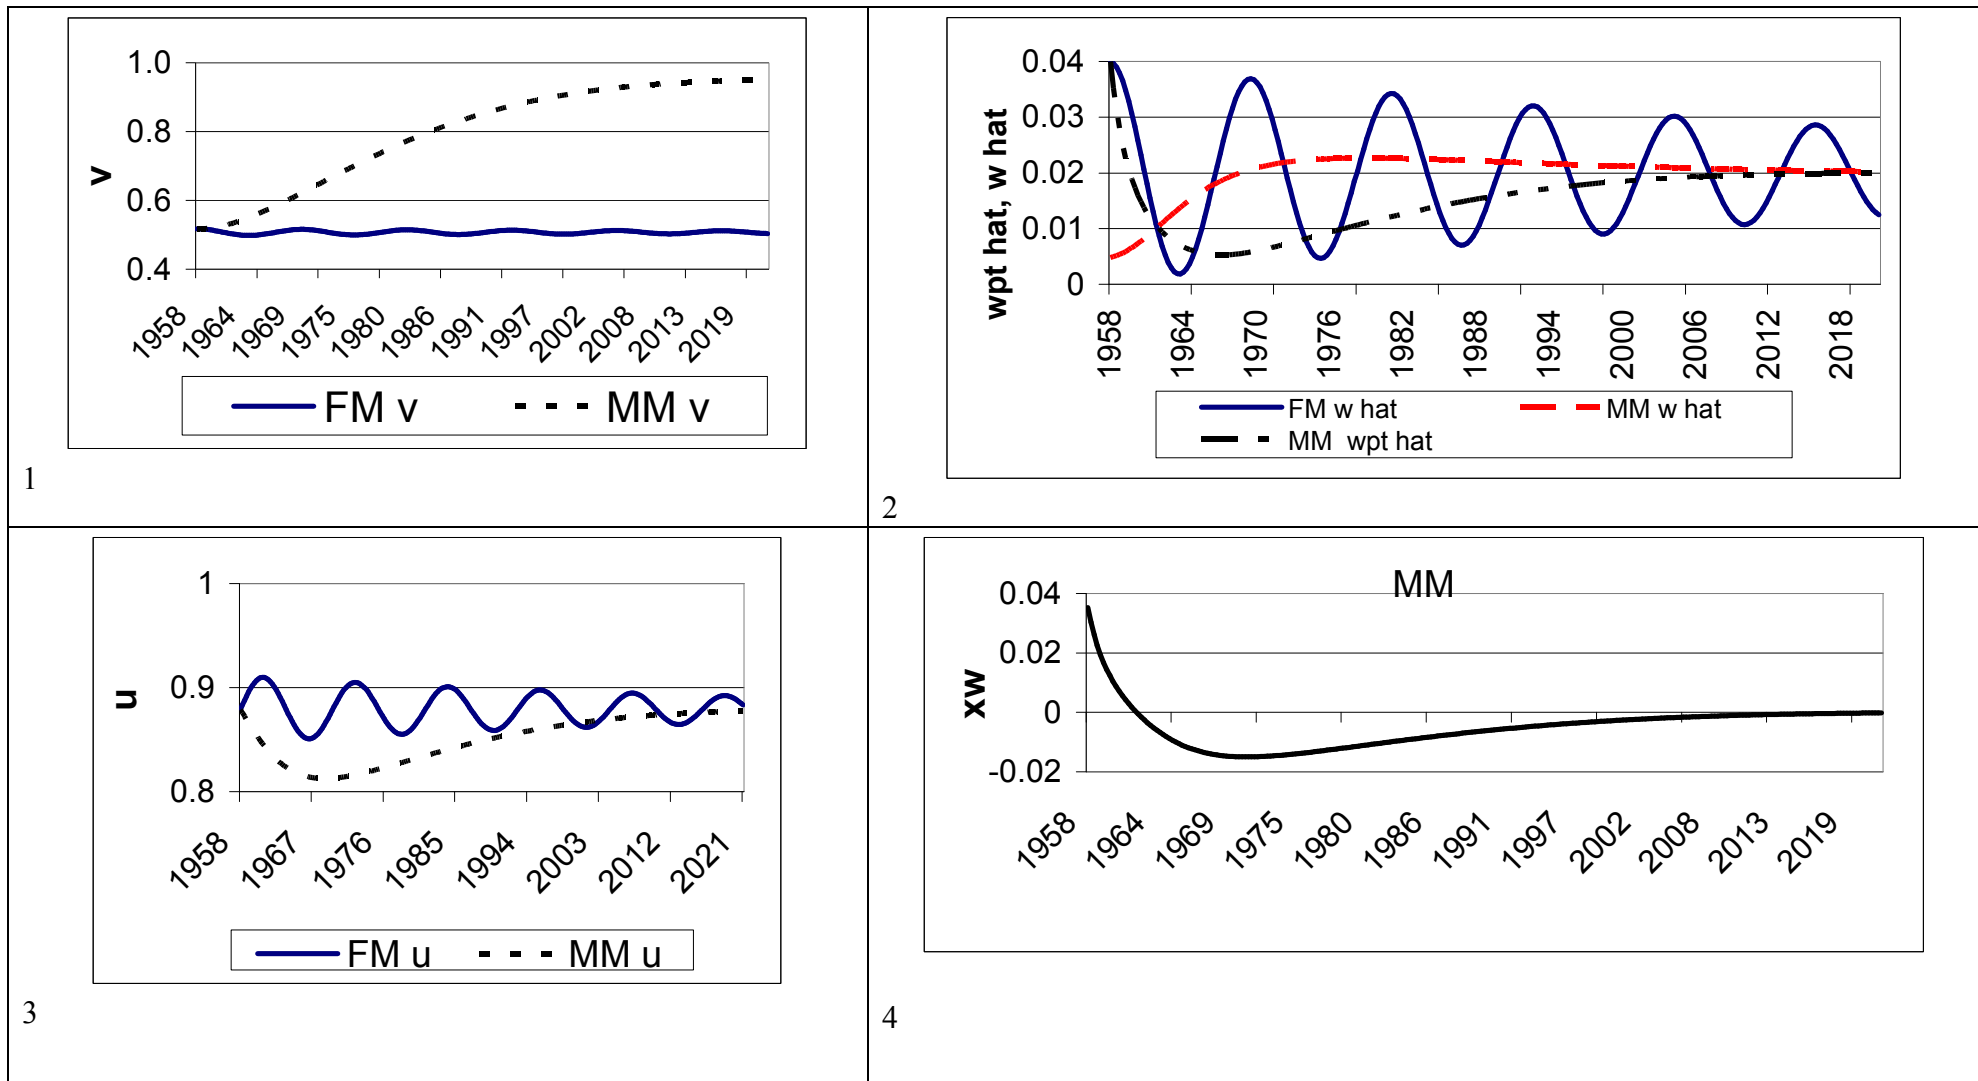 1.0
0.8
0.6
0.4
v
1958 1964 1969 1975 1980 1986 1991 1997 2002 2008 2013 2019
FM v MM v
1
0.04
0.03
0.02
0.01
0
wpt hat, w hat
1958 1964 1970 1976 1982 1988 1994 2000 2006 2012 2018
FM w hat MM w hat
MM wpt hat
2
1
0.9
0.8
u
1958 1967 1976 1985 1994 2003 2012 2021
FM u MM u
3
MM
0.04
0.02
0
-0.02
xw
1958 1964 1969 1975 1980 1986 1991 1997 2002 2008 2013 2019
4